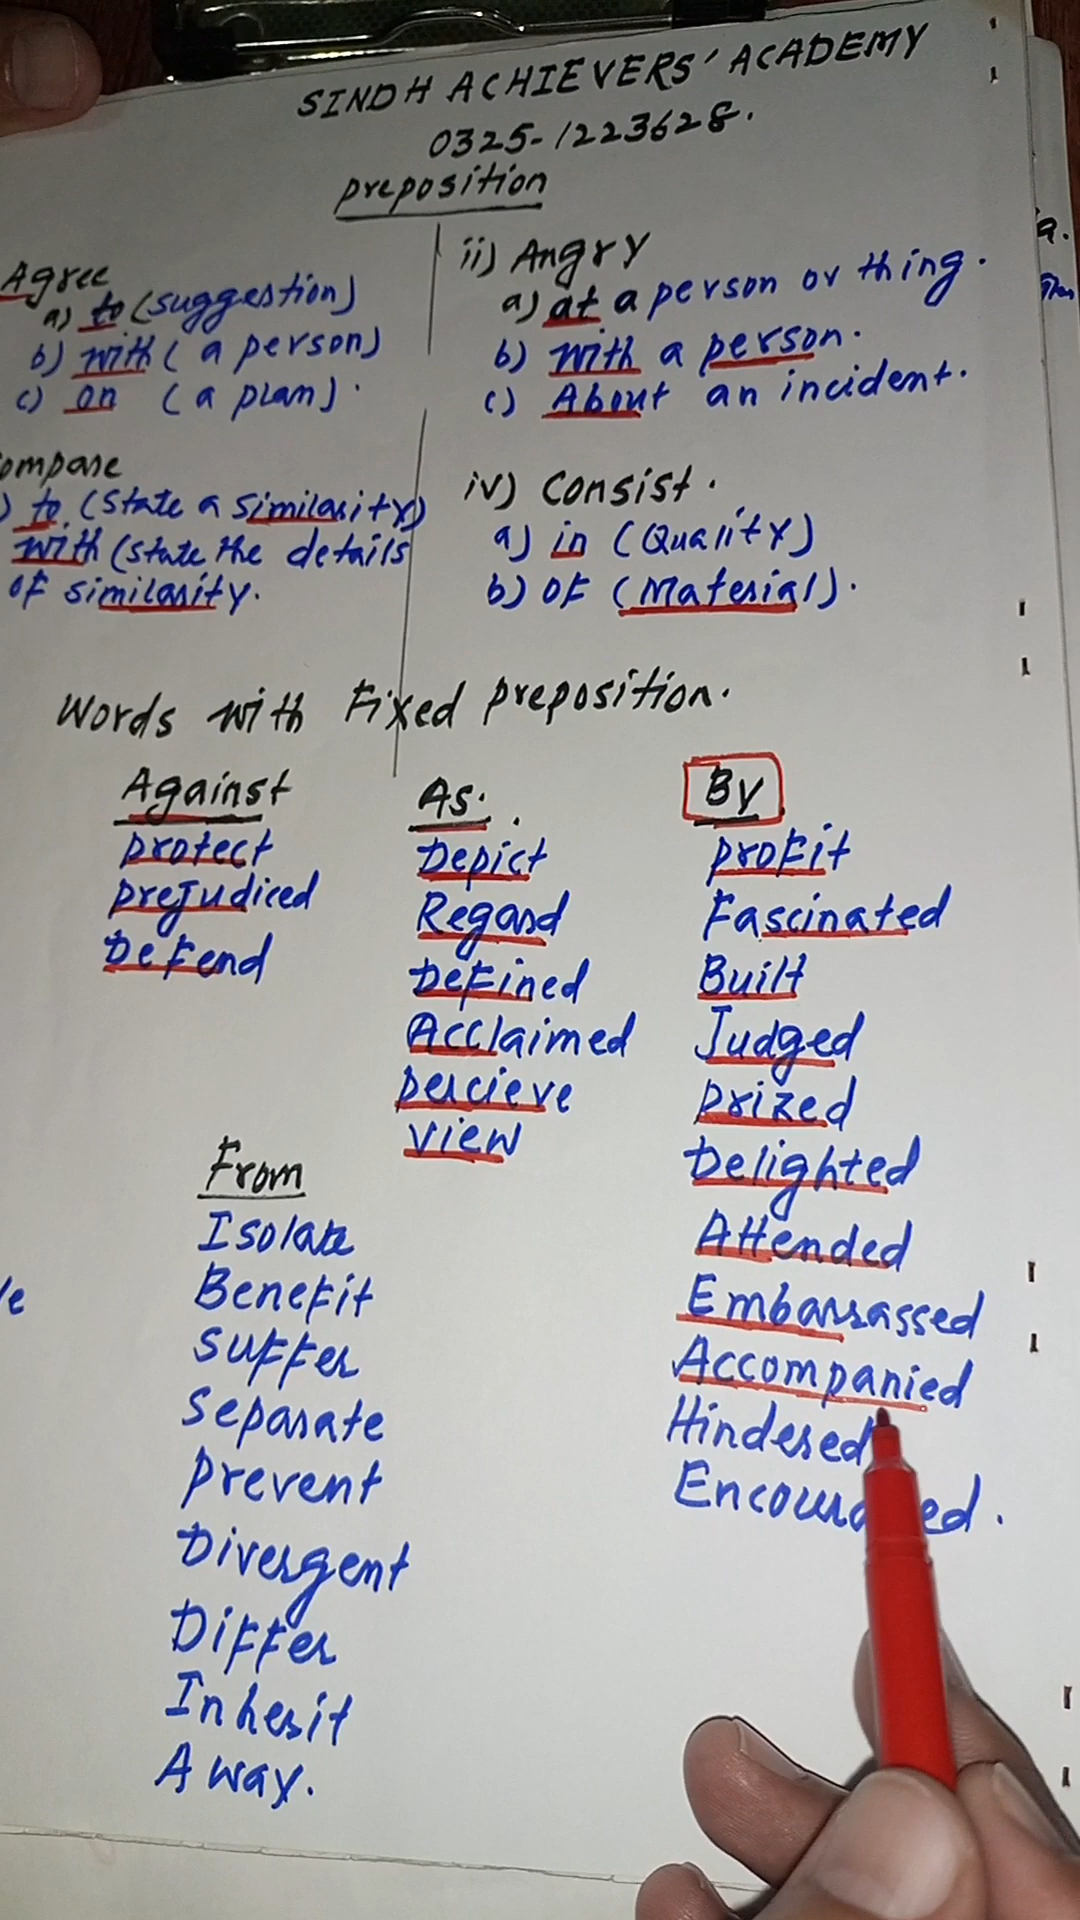 SINDH ACHIEVERS' ACADEMY
0325-1223628.
preposition
Agree
a) to (suggestion)
b) with ( a person)
c) on ( a plan).
ii) Angry
a) at a person or thing.
b) with a person.
c) About an incident.
ompare
) to (State a similarity)
with (state the details
of similarity.
iv) Consist.
a) in (Quality)
b) of (Material).
Words with Fixed preposition.
Against
protect
prejudiced
Defend
As.
Depict
Regard
Defined
Acclaimed
percieve
view
By
profit
Fascinated
Built
Judged
prized
Delighted
Attended
Embarrassed
Accompanied
Hindered
Encou ed.
From
Isolate
Benefit
Suffer
Separate
prevent
Divergent
Differ
Inherit
Away.